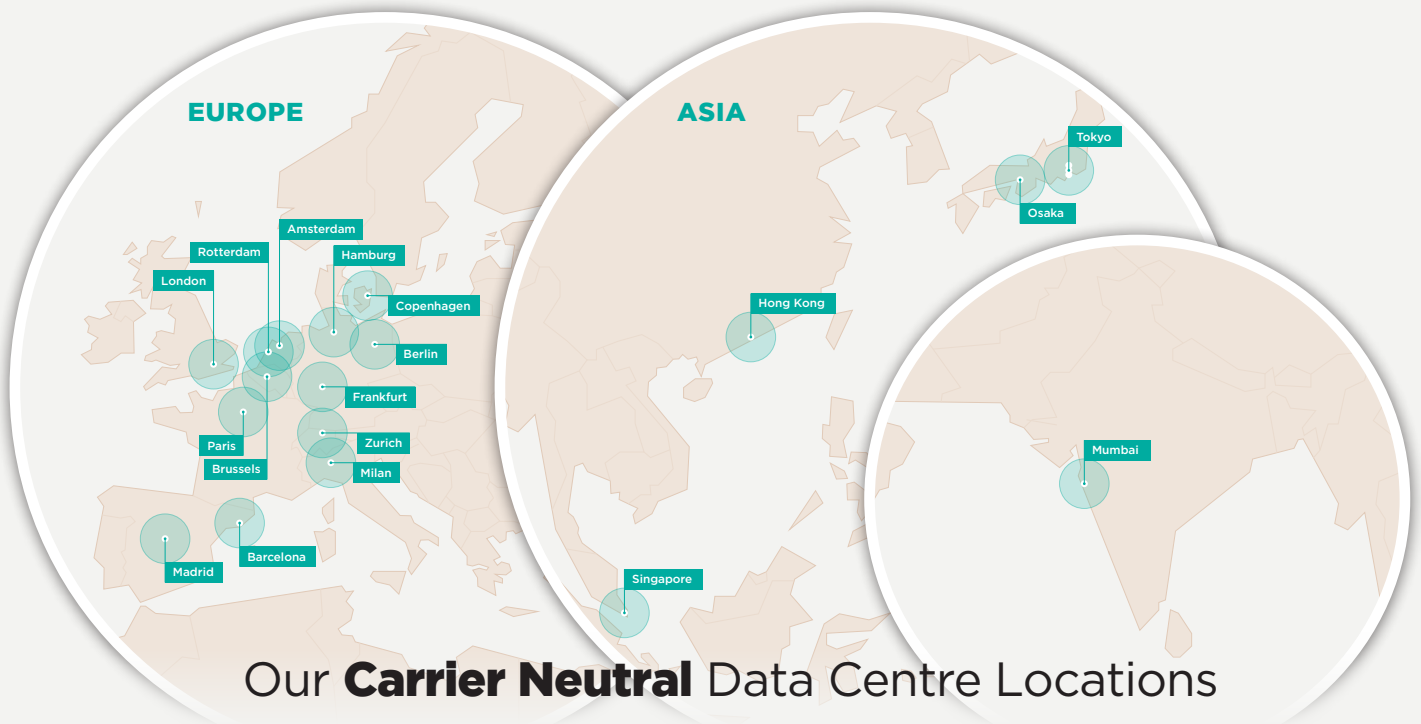 EUROPE
Amsterdam
Rotterdam
Hamburg
London
Copenhagen
Berlin
Frankfurt
Paris
Zurich
Brussels
Milan
Barcelona
Madrid
ASIA
Tokyo
Osaka
Hong Kong
Singapore
Mumbai
Our Carrier Neutral Data Centre Locations